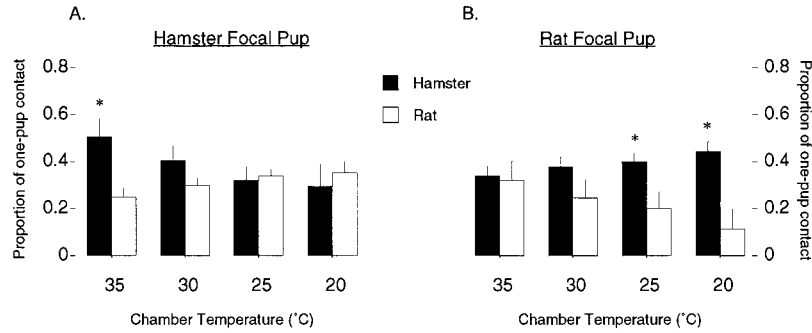 A.
Hamster Focal Pup
Proportion of one-pup contact
0.8
0.6
0.4
0.2
0
*
35 30 25 20
Chamber Temperature (˚C)
Hamster
Rat
B.
Rat Focal Pup
Proportion of one-pup contact
0.8
0.6
0.4
0.2
0
* *
35 30 25 20
Chamber Temperature (˚C)